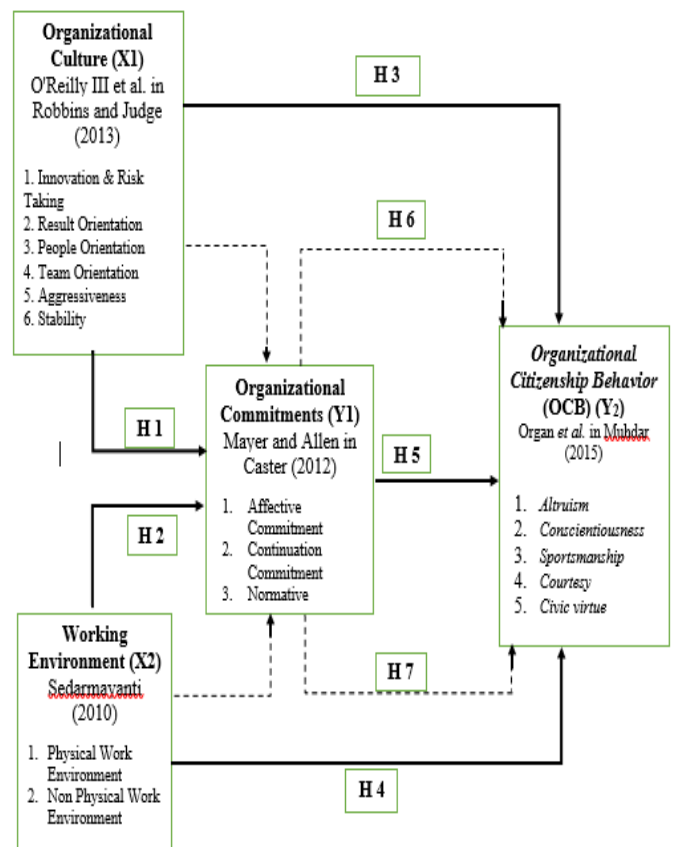 Organizational
Culture (X1)
O'Reilly III et al. in
Robbins and Judge
(2013)
1. Innovation & Risk
Taking
2. Result Orientation
3. People Orientation
4. Team Orientation
5. Aggressiveness
6. Stability
H 3
H 6
H 1
H 2
Organizational
Commitments (Y1)
Mayer and Allen in
Caster (2012)
1. Affective
Commitment
2. Continuation
Commitment
3. Normative
H 5
Organizational
Citizenship Behavior
(OCB) (Y2)
Organ et al. in Muhdar
(2015)
1. Altruism
2. Conscientiousness
3. Sportsmanship
4. Courtesy
5. Civic virtue
Working
Environment (X2)
Sedarmayanti
(2010)
1. Physical Work
Environment
2. Non Physical Work
Environment
H 7
H 4